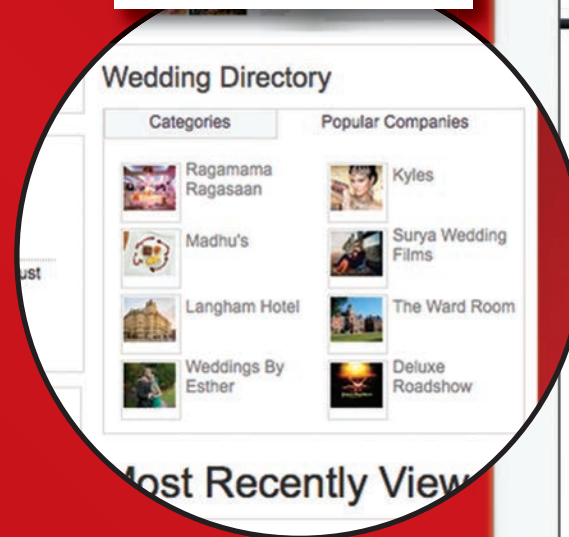 Wedding Directory
Categories
Popular Companies
Ragamama
Ragasaan
Kyles
Madhu's
Surya Wedding
Films
Langham Hotel
The Ward Room
Weddings By
Esther
Deluxe
Roadshow
ust
Most Recently View